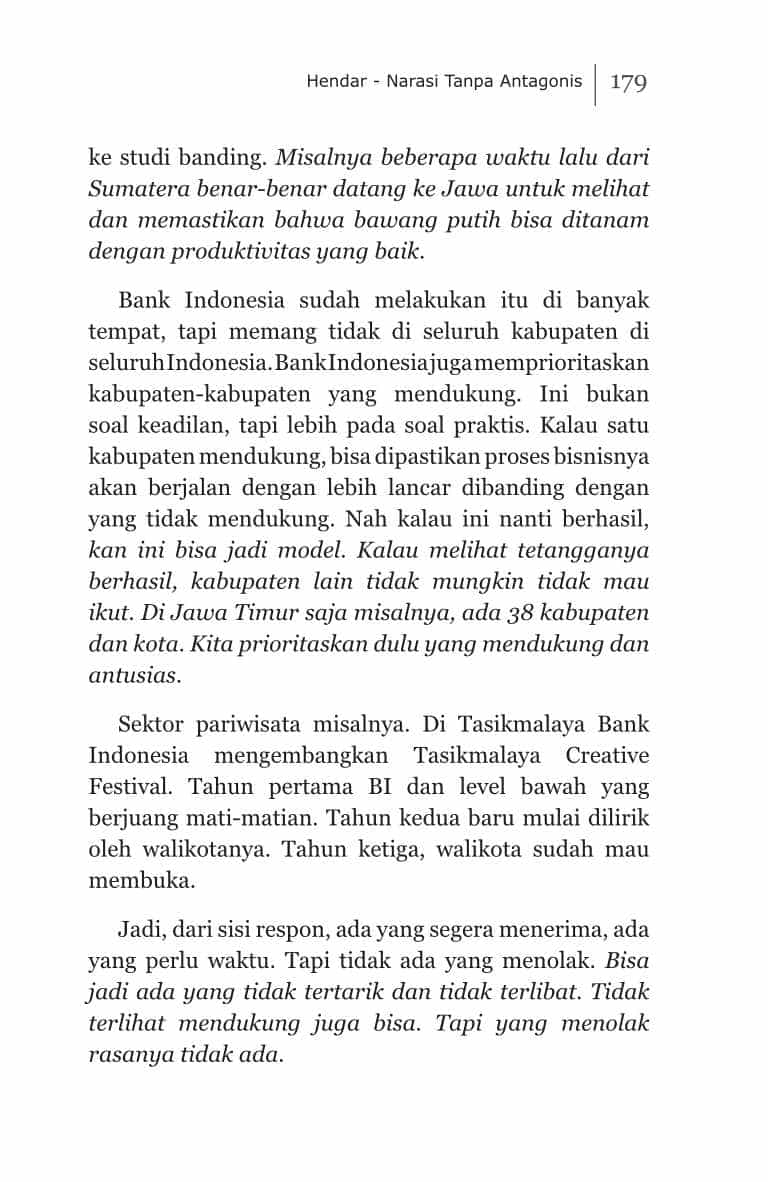 Hendar - Narasi Tanpa Antagonis 179
ke studi banding. Misalnya beberapa waktu lalu dari
Sumatera benar-benar datang ke Jawa untuk melihat
dan memastikan bahwa bawang putih bisa ditanam
dengan produktivitas yang baik.
Bank Indonesia sudah melakukan itu di banyak
tempat, tapi memang tidak di seluruh kabupaten di
seluruh Indonesia. Bank Indonesia juga memprioritaskan
kabupaten-kabupaten yang mendukung. Ini bukan
soal keadilan, tapi lebih pada soal praktis. Kalau satu
kabupaten mendukung, bisa dipastikan proses bisnisnya
akan berjalan dengan lebih lancar dibanding dengan
yang tidak mendukung. Nah kalau ini nanti berhasil,
kan ini bisa jadi model. Kalau melihat tetangganya
berhasil, kabupaten lain tidak mungkin tidak mau
ikut. Di Jawa Timur saja misalnya, ada 38 kabupaten
dan kota. Kita prioritaskan dulu yang mendukung dan
antusias.
Sektor pariwisata misalnya. Di Tasikmalaya Bank
Indonesia mengembangkan Tasikmalaya Creative
Festival. Tahun pertama BI dan level bawah yang
berjuang mati-matian. Tahun kedua baru mulai dilirik
oleh walikotanya. Tahun ketiga, walikota sudah mau
membuka.
Jadi, dari sisi respon, ada yang segera menerima, ada
yang perlu waktu. Tapi tidak ada yang menolak. Bisa
jadi ada yang tidak tertarik dan tidak terlibat. Tidak
terlihat mendukung juga bisa. Tapi yang menolak
rasanya tidak ada.